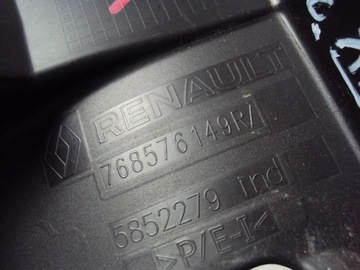 RENAULT
768576149R/
5852279 Ind
>P/E-I<